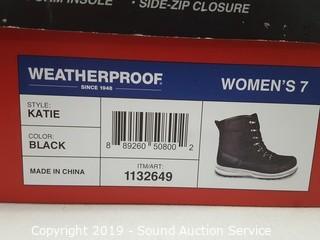 INSOLE • SIDE-ZIP CLOSURE
WEATHERPROOF
SINCE 1948
WOMEN'S 7
STYLE:
KATIE
COLOR:
BLACK
MADE IN CHINA
8 89260 50800 2
ITM/ART:
1132649
Copyright 2019 - Sound Auction Service